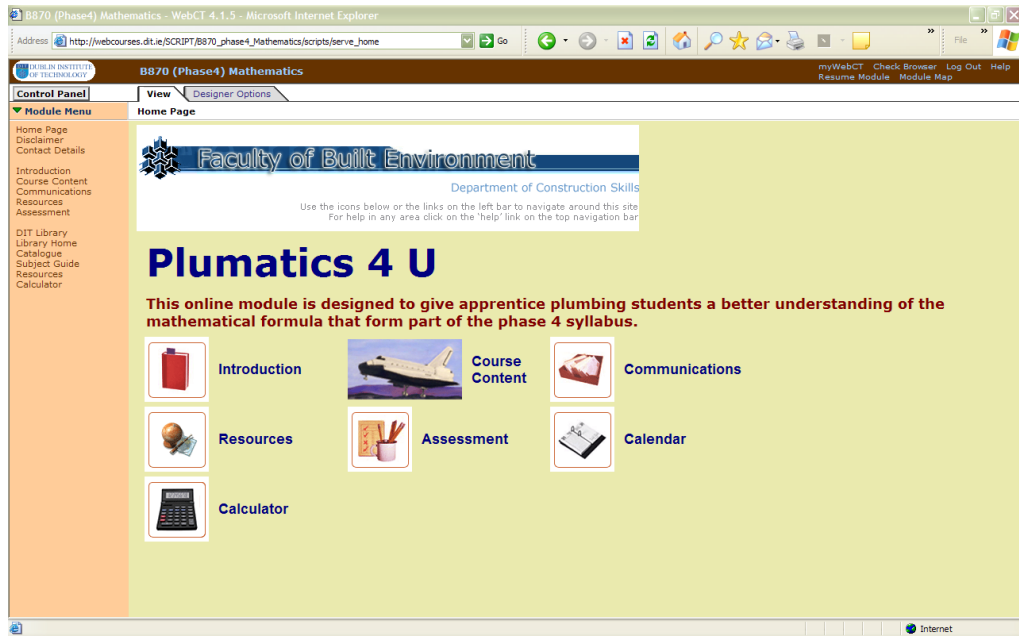 B870 (Phase4) Mathematics - WebCT 4.1.5 - Microsoft Internet Explorer
Address http://webcourses.dit.ie/SCRIPT/B870_phase4_Mathematics/scripts/serve_home Go » File »
DUBLIN INSTITUTE
OF TECHNOLOGY
B870 (Phase4) Mathematics
myWebCT Check Browser Log Out Help
Resume Module Module Map
Control Panel View Designer Options
Module Menu Home Page
Home Page
Disclaimer
Contact Details
Introduction
Course Content
Communications
Resources
Assessment
DIT Library
Library Home
Catalogue
Subject Guide
Resources
Calculator
Faculty of Built Environment
Department of Construction Skills
Use the icons below or the links on the left bar to navigate around this site
For help in any area click on the 'help' link on the top navigation bar
Plumatics 4 U
This online module is designed to give apprentice plumbing students a better understanding of the
mathematical formula that form part of the phase 4 syllabus.
Introduction
Course
Content
Communications
Resources
Assessment
Calendar
Calculator
Internet